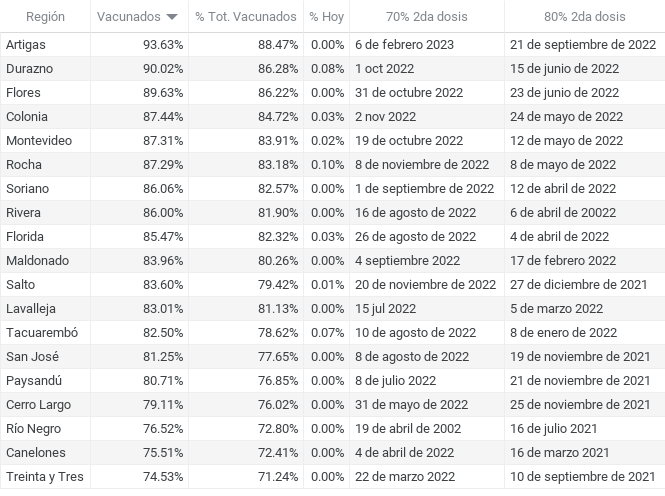 Región Vacunados % Tot. Vacunados % Hoy 70% 2da dosis 80% 2da dosis
Artigas 93.63% 88.47% 0.00% 6 de febrero 2023 21 de septiembre de 2022
Durazno 90.02% 86.28% 0.08% 1 oct 2022 15 de junio de 2022
Flores 89.63% 86.22% 0.00% 31 de octubre 2022 23 de junio de 2022
Colonia 87.44% 84.72% 0.03% 2 nov 2022 24 de mayo de 2022
Montevideo 87.31% 83.91% 0.02% 19 de octubre 2022 12 de mayo de 2022
Rocha 87.29% 83.18% 0.10% 8 de noviembre de 2022 8 de mayo de 2022
Soriano 86.06% 82.57% 0.00% 1 de septiembre de 2022 12 de abril de 2022
Rivera 86.00% 81.90% 0.00% 16 de agosto de 2022 6 de abril de 20022
Florida 85.47% 82.32% 0.03% 26 de agosto de 2022 4 de abril de 2022
Maldonado 83.96% 80.26% 0.00% 4 septiembre 2022 17 de febrero de 2022
Salto 83.60% 79.42% 0.01% 20 de noviembre de 2022 27 de diciembre de 2021
Lavalleja 83.01% 81.13% 0.00% 15 jul 2022 5 de marzo de 2022
Tacuarembó 82.50% 78.62% 0.07% 10 de agosto de 2022 8 de enero de 2022
San José 81.25% 77.65% 0.00% 8 de agosto de 2022 19 de noviembre de 2021
Paysandú 80.71% 76.85% 0.00% 8 de julio 2022 21 de noviembre de 2021
Cerro Largo 79.11% 76.02% 0.00% 31 de mayo de 2022 25 de noviembre de 2021
Río Negro 76.52% 72.80% 0.00% 19 de abril de 2002 16 de julio 2021
Canelones 75.51% 72.41% 0.00% 4 de abril de 2022 16 de marzo 2021
Treinta y Tres 74.53% 71.24% 0.00% 22 de marzo 2022 10 de septiembre de 2021